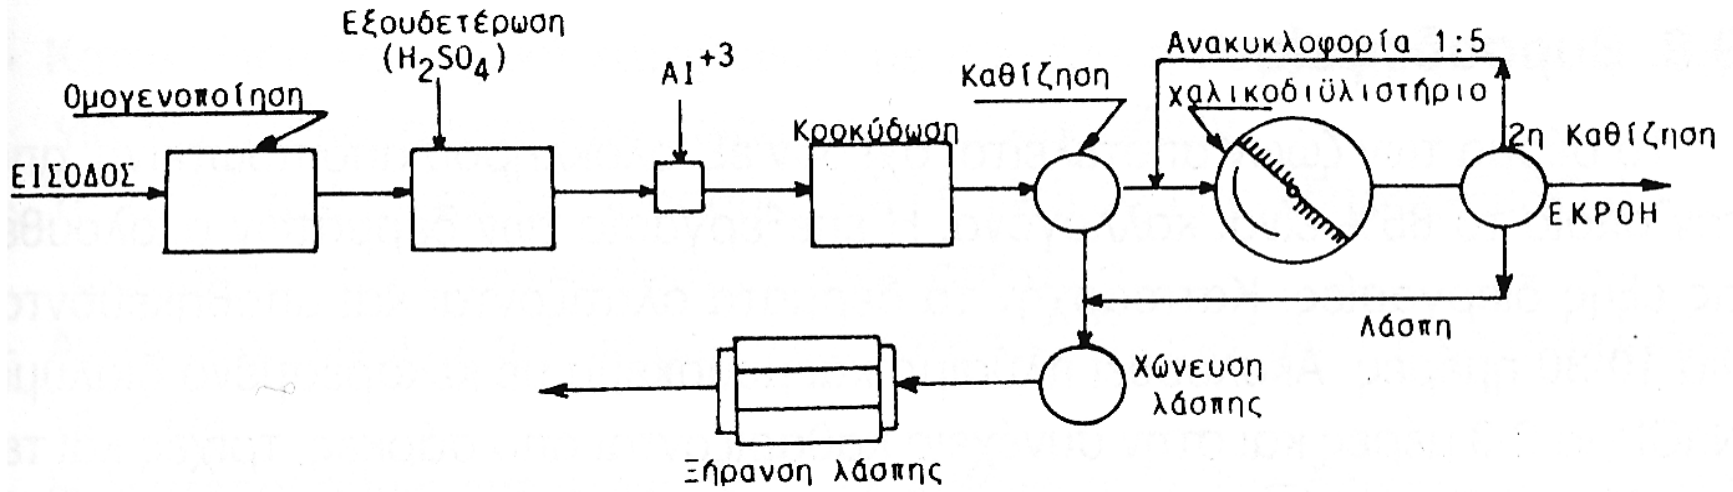 Εξουδετέρωση
(H₂SO₄)
Al⁺³
Ομογενοποίηση
Καθίζηση
Ανακυκλοφορία 1:5
χαλικοδιϋλιστήριο
Κροκύδωση
2η Καθίζηση
ΕΙΣΟΔΟΣ
ΕΚΡΟΗ
Λάσπη
Χώνευση
λάσπης
Ξήρανση λάσπης